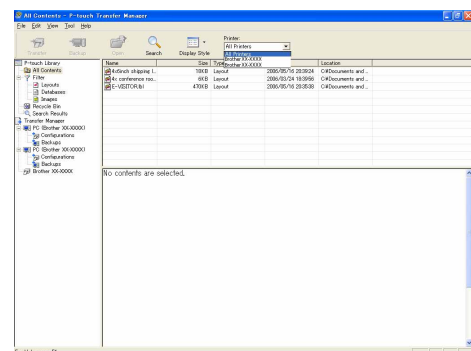 All Contents - P-touch Transfer Manager
File Edit View Tool Help
Printer:
All Printers
Transfer Backup Open Search Display Style
All Printers
Brother XX-XXXX
Brother XX-XXXX
P-touch Library
All Contents
Filter
Layouts
Databases
Images
Recycle Bin
Search Results
Transfer Manager
PC (Brother XX-XXXX)
Configurations
Backups
PC (Brother XX-XXXX)
Configurations
Backups
Brother XX-XXXX
Name Size Type Location
4x6inch shipping l... 18KB Layout 2006/05/16 20:39:24 C:¥Documents and ...
4x conference roo... 6KB Layout 2006/03/24 19:39:56 C:¥Documents and ...
E-VISITOR.lbl 470KB Layout 2006/05/16 20:35:38 C:¥Documents and ...
No contents are selected.